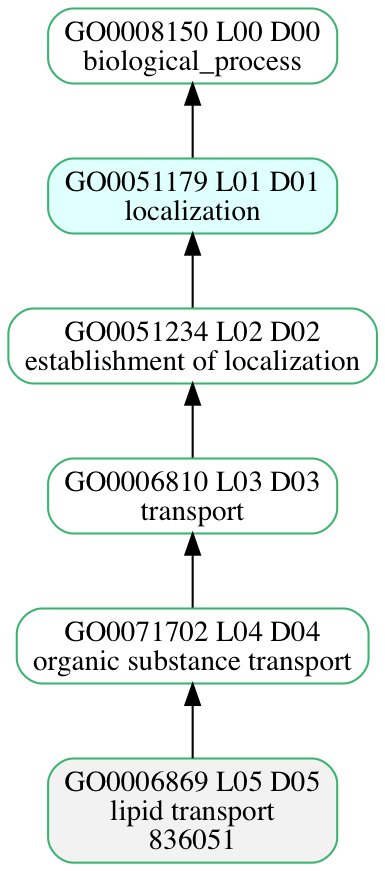 GO0008150 L00 D00
biological_process
GO0051179 L01 D01
localization
GO0051234 L02 D02
establishment of localization
GO0006810 L03 D03
transport
GO0071702 L04 D04
organic substance transport
GO0006869 L05 D05
lipid transport
836051